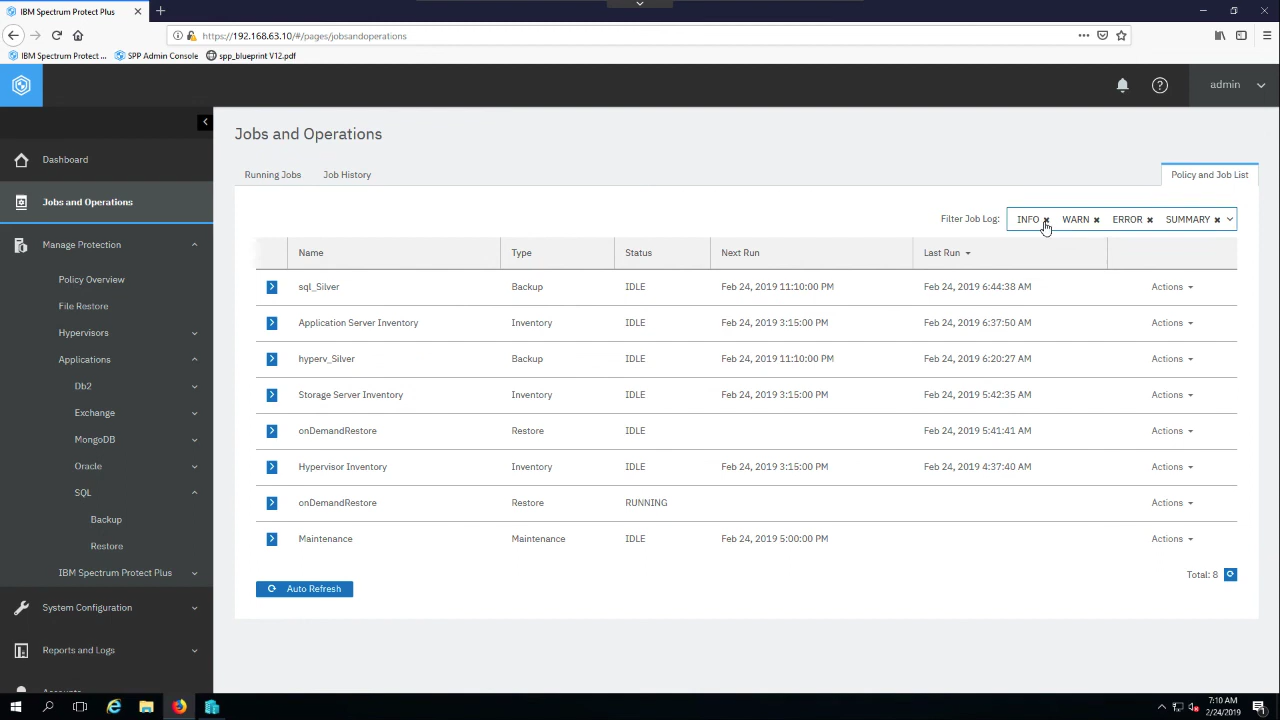 IBM Spectrum Protect Plus
https://192.168.63.10/#/pages/jobsandoperations
IBM Spectrum Protect ... SPP Admin Console spp_blueprint V12.pdf
admin
Jobs and Operations
Running Jobs Job History Policy and Job List
Filter Job Log: INFO WARN ERROR SUMMARY
Name Type Status Next Run Last Run
sql_Silver Backup IDLE Feb 24, 2019 11:10:00 PM Feb 24, 2019 6:44:38 AM Actions
Application Server Inventory Inventory IDLE Feb 24, 2019 3:15:00 PM Feb 24, 2019 6:37:50 AM Actions
hyperv_Silver Backup IDLE Feb 24, 2019 11:10:00 PM Feb 24, 2019 6:20:27 AM Actions
Storage Server Inventory Inventory IDLE Feb 24, 2019 3:15:00 PM Feb 24, 2019 5:42:35 AM Actions
onDemandRestore Restore IDLE Feb 24, 2019 5:41:41 AM Actions
Hypervisor Inventory Inventory IDLE Feb 24, 2019 3:15:00 PM Feb 24, 2019 4:37:40 AM Actions
onDemandRestore Restore RUNNING Actions
Maintenance Maintenance IDLE Feb 24, 2019 5:00:00 PM Actions
Total: 8
Auto Refresh
Dashboard
Jobs and Operations
Manage Protection
Policy Overview
File Restore
Hypervisors
Applications
Db2
Exchange
MongoDB
Oracle
SQL
Backup
Restore
IBM Spectrum Protect Plus
System Configuration
Reports and Logs
Accounts
7:10 AM
2/24/2019
1